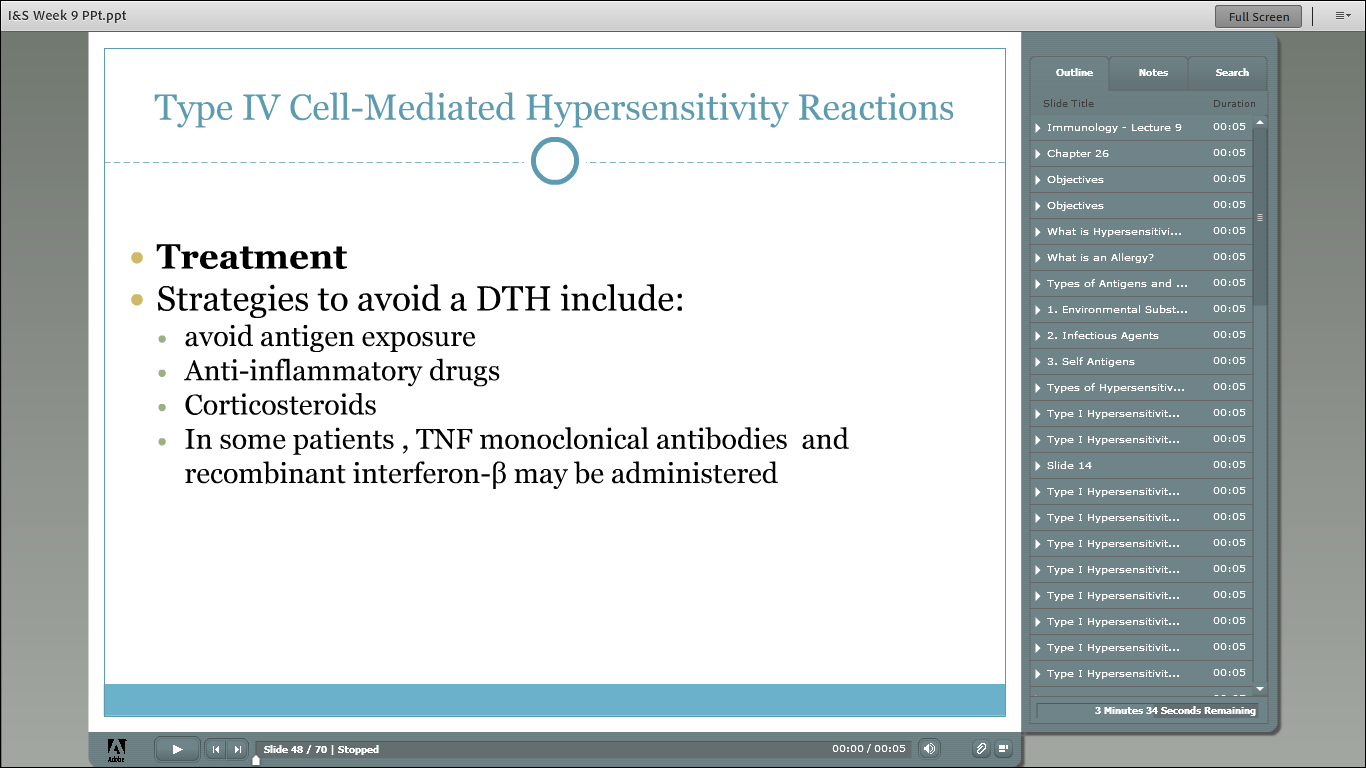 I&S Week 9 PPt.ppt
Full Screen
Type IV Cell-Mediated Hypersensitivity Reactions
Treatment
Strategies to avoid a DTH include:
avoid antigen exposure
Anti-inflammatory drugs
Corticosteroids
In some patients , TNF monoclonical antibodies and
recombinant interferon-β may be administered
Outline Notes Search
Slide Title Duration
Immunology - Lecture 9 00:05
Chapter 26 00:05
Objectives 00:05
Objectives 00:05
What is Hypersensitivi... 00:05
What is an Allergy? 00:05
Types of Antigens and ... 00:05
1. Environmental Subst... 00:05
2. Infectious Agents 00:05
3. Self Antigens 00:05
Types of Hypersensitiv... 00:05
Type I Hypersensitivit... 00:05
Type I Hypersensitivit... 00:05
Slide 14 00:05
Type I Hypersensitivit... 00:05
Type I Hypersensitivit... 00:05
Type I Hypersensitivit... 00:05
Type I Hypersensitivit... 00:05
Type I Hypersensitivit... 00:05
Type I Hypersensitivit... 00:05
Type I Hypersensitivit... 00:05
Type I Hypersensitivit... 00:05
3 Minutes 34 Seconds Remaining
Adobe
Slide 48 / 70 | Stopped
00:00 / 00:05